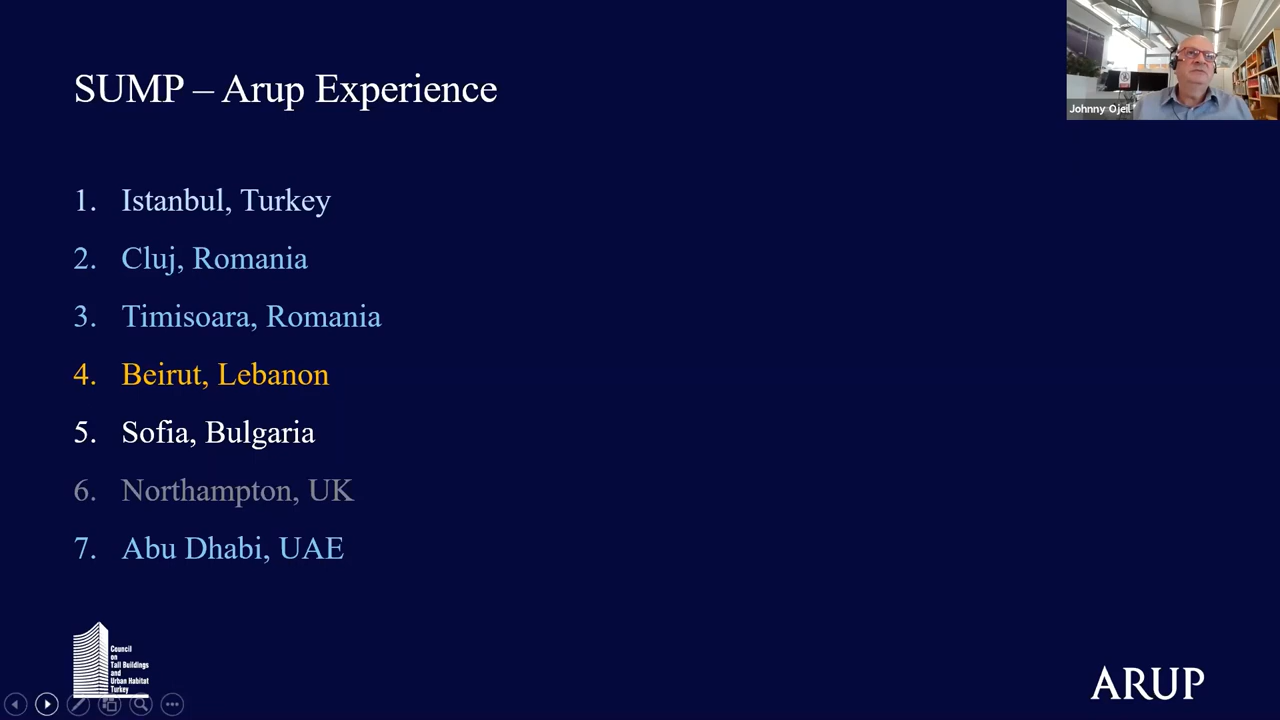 SUMP – Arup Experience
Johnny Ojeil
1. Istanbul, Turkey
2. Cluj, Romania
3. Timisoara, Romania
4. Beirut, Lebanon
5. Sofia, Bulgaria
6. Northampton, UK
7. Abu Dhabi, UAE
Council
on
Tall Buildings
and
Urban Habitat
Turkey
ARUP